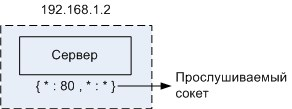 192.168.1.2
Сервер
{ * : 80 , * : * }
Прослушиваемый
сокет